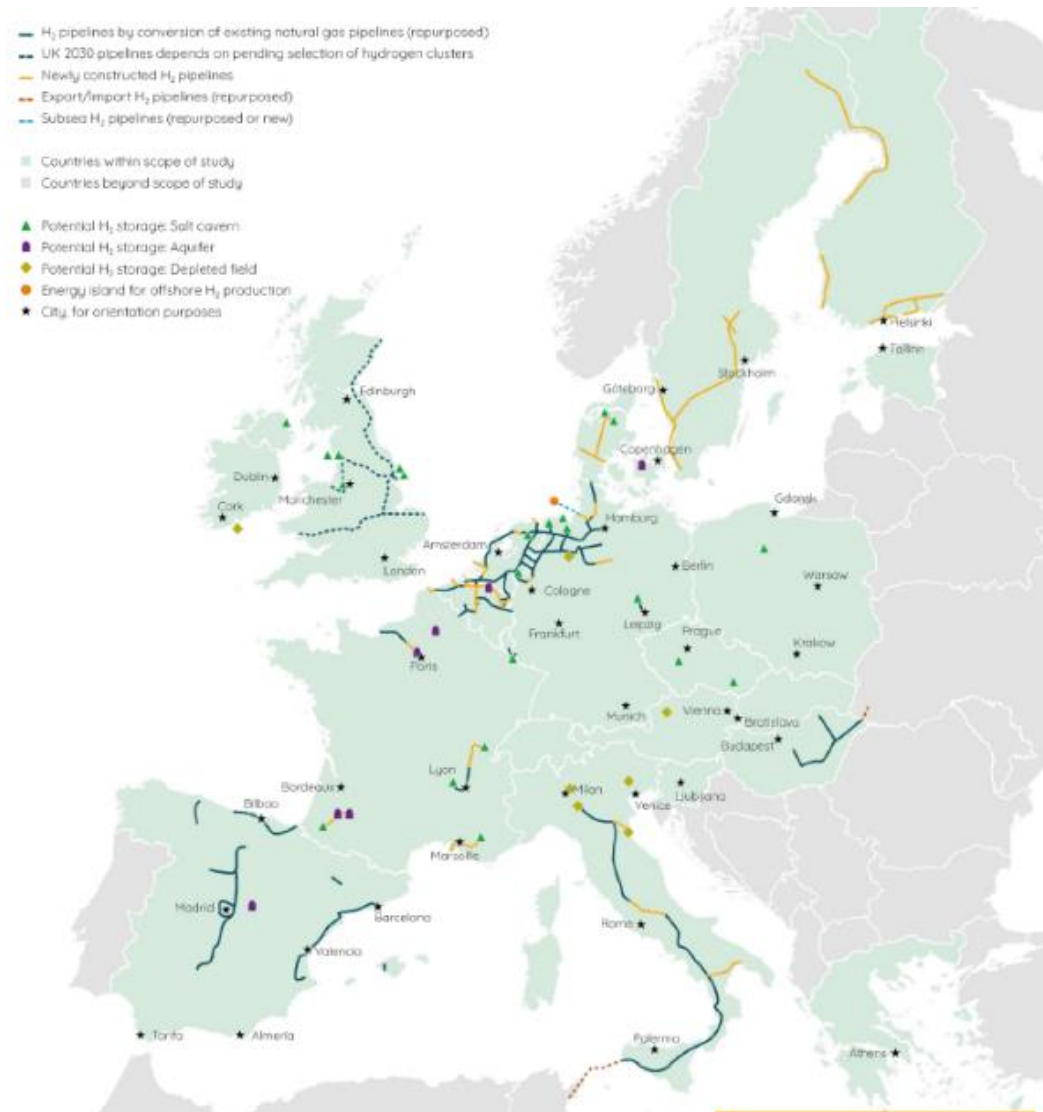 H₂ pipelines by conversion of existing natural gas pipelines (repurposed)
UK 2030 pipelines depends on pending selection of hydrogen clusters
Newly constructed H₂ pipelines
Export/Import H₂ pipelines (repurposed)
Subsea H₂ pipelines (repurposed or new)
Countries within scope of study
Countries beyond scope of study
Potential H₂ storage: Salt cavern
Potential H₂ storage: Aquifer
Potential H₂ storage: Depleted field
Energy island for offshore H₂ production
City, for orientation purposes
Helsinki
Tallinn
Stockholm
Göteborg
Edinburgh
Copenhagen
Dublin
Manchester
Cork
Gdansk
Hamburg
Amsterdam
London
Berlin
Warsaw
Cologne
Leipzig
Frankfurt
Prague
Krakow
Paris
Munich
Vienna
Bratislava
Budapest
Lyon
Bordeaux
Milan
Venice
Ljubljana
Bilbao
Marseille
Madrid
Barcelona
Rome
Valencia
Tarifa
Almeria
Palermo
Athens